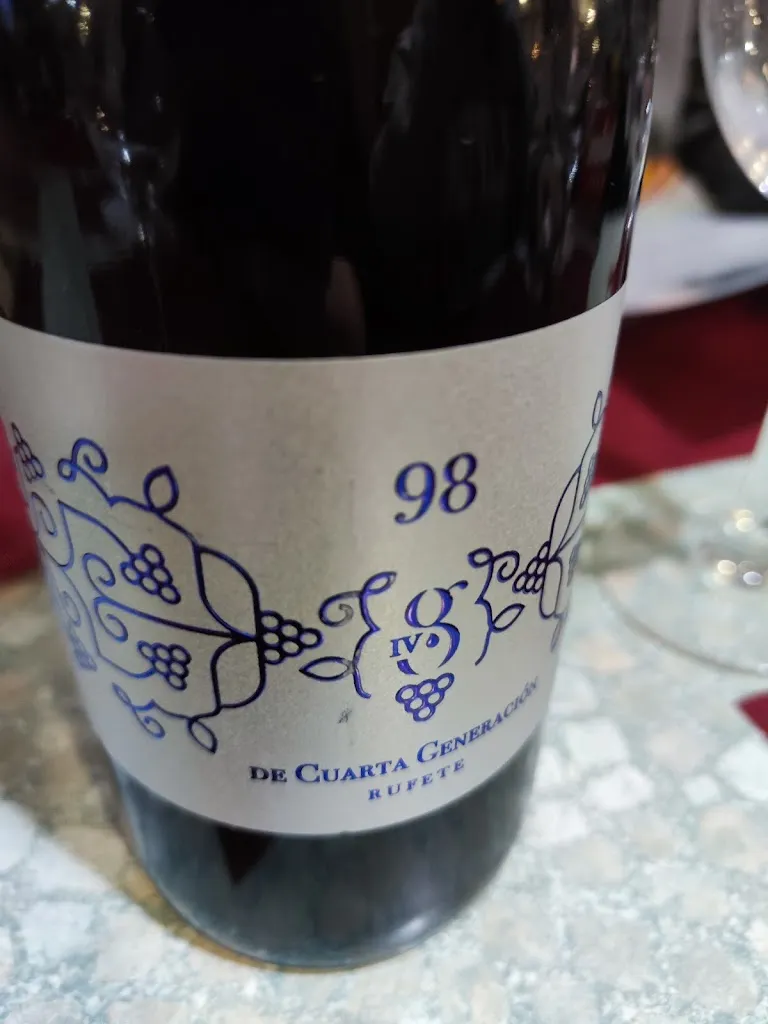 98
IV g
DE CUARTA GENERACIÓN
RUFETE